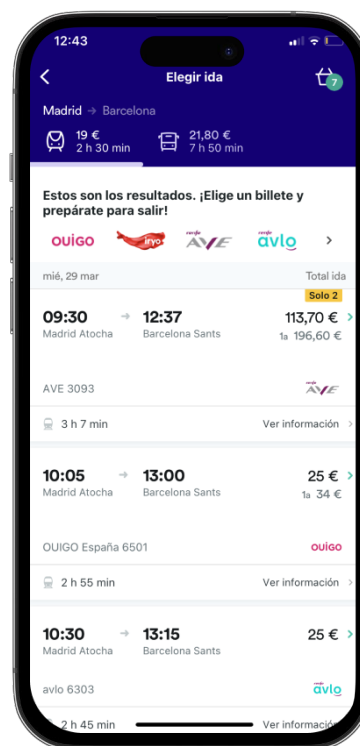 12:43
Elegir ida
7
Madrid → Barcelona
19 €
2 h 30 min
21,80 €
7 h 50 min
Estos son los resultados. ¡Elige un billete y
prepárate para salir!
OUIGO iryo renfe AVE renfe avlo
mié, 29 mar Total ida
Solo 2
09:30 → 12:37 113,70 €
Madrid Atocha Barcelona Sants 1a 196,60 €
AVE 3093 renfe AVE
3 h 7 min Ver información
10:05 → 13:00 25 €
Madrid Atocha Barcelona Sants 1a 34 €
OUIGO España 6501 OUIGO
2 h 55 min Ver información
10:30 → 13:15 25 €
Madrid Atocha Barcelona Sants
avlo 6303 renfe avlo
2 h 45 min Ver información